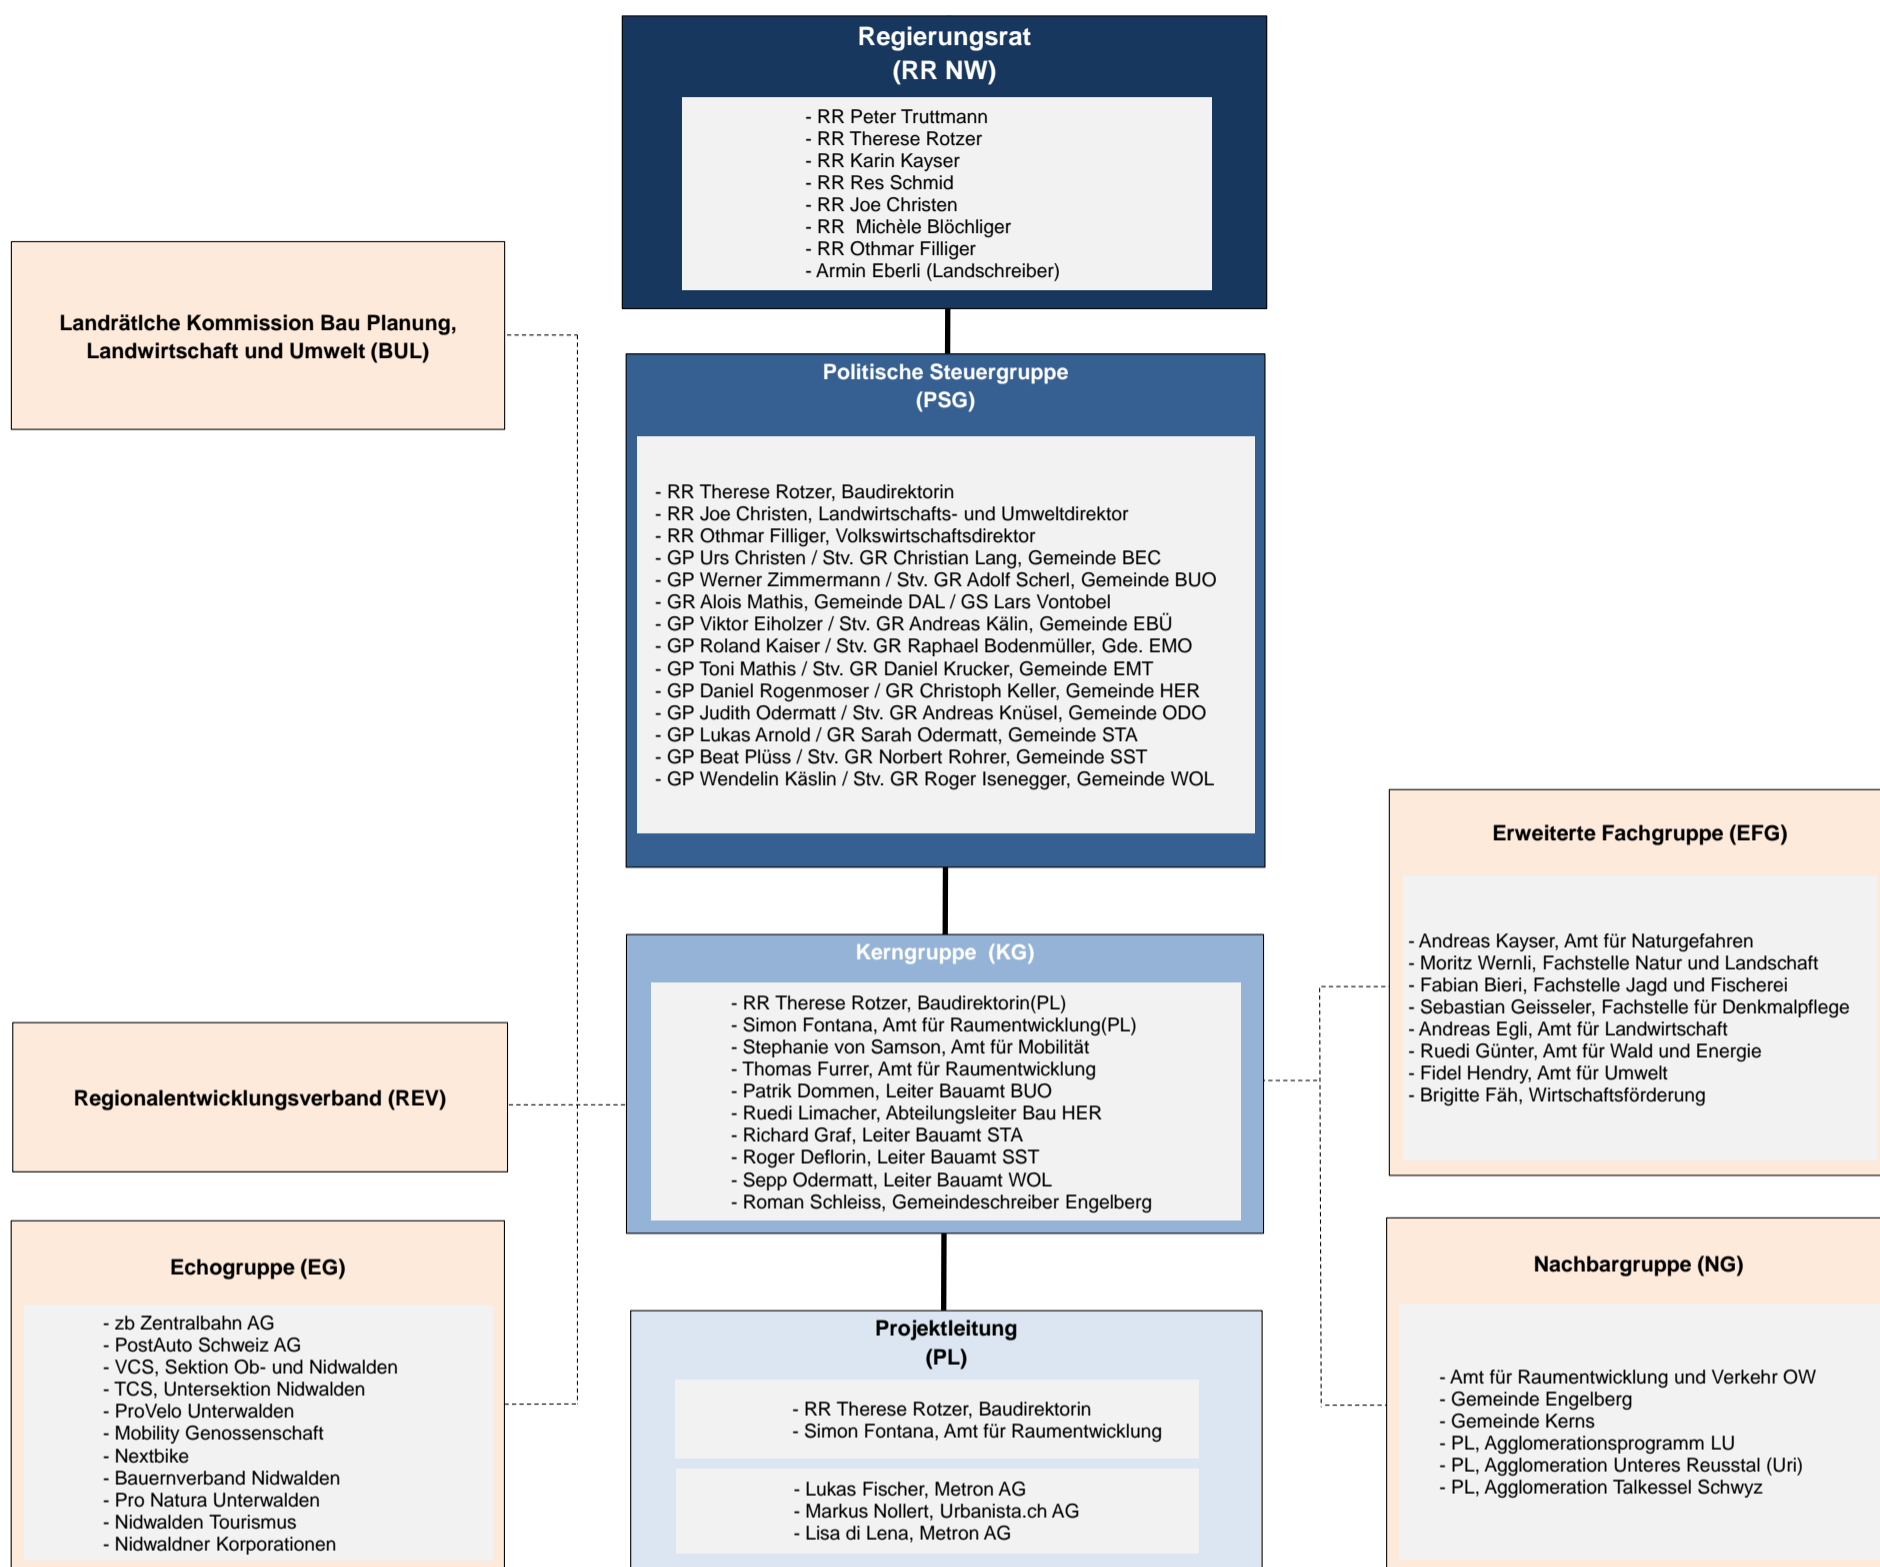 Regierungsrat
(RR NW)
- RR Peter Truttmann
- RR Therese Rotzer
- RR Karin Kayser
- RR Res Schmid
- RR Joe Christen
- RR  Michèle Blöchliger
- RR Othmar Filliger
- Armin Eberli (Landschreiber)
Landrätlche Kommission Bau Planung,
Landwirtschaft und Umwelt (BUL)
Politische Steuergruppe
(PSG)
- RR Therese Rotzer, Baudirektorin
- RR Joe Christen, Landwirtschafts- und Umweltdirektor
- RR Othmar Filliger, Volkswirtschaftsdirektor
- GP Urs Christen / Stv. GR Christian Lang, Gemeinde BEC
- GP Werner Zimmermann / Stv. GR Adolf Scherl, Gemeinde BUO
- GR Alois Mathis, Gemeinde DAL / GS Lars Vontobel
- GP Viktor Eiholzer / Stv. GR Andreas Kälin, Gemeinde EBÜ
- GP Roland Kaiser / Stv. GR Raphael Bodenmüller, Gde. EMO
- GP Toni Mathis / Stv. GR Daniel Krucker, Gemeinde EMT
- GP Daniel Rogenmoser / GR Christoph Keller, Gemeinde HER
- GP Judith Odermatt / Stv. GR Andreas Knüsel, Gemeinde ODO
- GP Lukas Arnold / GR Sarah Odermatt, Gemeinde STA
- GP Beat Plüss / Stv. GR Norbert Rohrer, Gemeinde SST
- GP Wendelin Käslin / Stv. GR Roger Isenegger, Gemeinde WOL
Erweiterte Fachgruppe (EFG)
- Andreas Kayser, Amt für Naturgefahren
- Moritz Wernli, Fachstelle Natur und Landschaft
- Fabian Bieri, Fachstelle Jagd und Fischerei
- Sebastian Geisseler, Fachstelle für Denkmalpflege
- Andreas Egli, Amt für Landwirtschaft
- Ruedi Günter, Amt für Wald und Energie
- Fidel Hendry, Amt für Umwelt
- Brigitte Fäh, Wirtschaftsförderung
Kerngruppe  (KG)
- RR Therese Rotzer, Baudirektorin(PL)
- Simon Fontana, Amt für Raumentwicklung(PL)
- Stephanie von Samson, Amt für Mobilität
- Thomas Furrer, Amt für Raumentwicklung
- Patrik Dommen, Leiter Bauamt BUO
- Ruedi Limacher, Abteilungsleiter Bau HER
- Richard Graf, Leiter Bauamt STA
- Roger Deflorin, Leiter Bauamt SST
- Sepp Odermatt, Leiter Bauamt WOL
- Roman Schleiss, Gemeindeschreiber Engelberg
Regionalentwicklungsverband (REV)
Echogruppe (EG)
- zb Zentralbahn AG
- PostAuto Schweiz AG
- VCS, Sektion Ob- und Nidwalden
- TCS, Untersektion Nidwalden
- ProVelo Unterwalden
- Mobility Genossenschaft
- Nextbike
- Bauernverband Nidwalden
- Pro Natura Unterwalden
- Nidwalden Tourismus
- Nidwaldner Korporationen
Projektleitung
(PL)
- RR Therese Rotzer, Baudirektorin
- Simon Fontana, Amt für Raumentwicklung
- Lukas Fischer, Metron AG
- Markus Nollert, Urbanista.ch AG
- Lisa di Lena, Metron AG
Nachbargruppe (NG)
- Amt für Raumentwicklung und Verkehr OW
- Gemeinde Engelberg
- Gemeinde Kerns
- PL, Agglomerationsprogramm LU
- PL, Agglomeration Unteres Reusstal (Uri)
- PL, Agglomeration Talkessel Schwyz